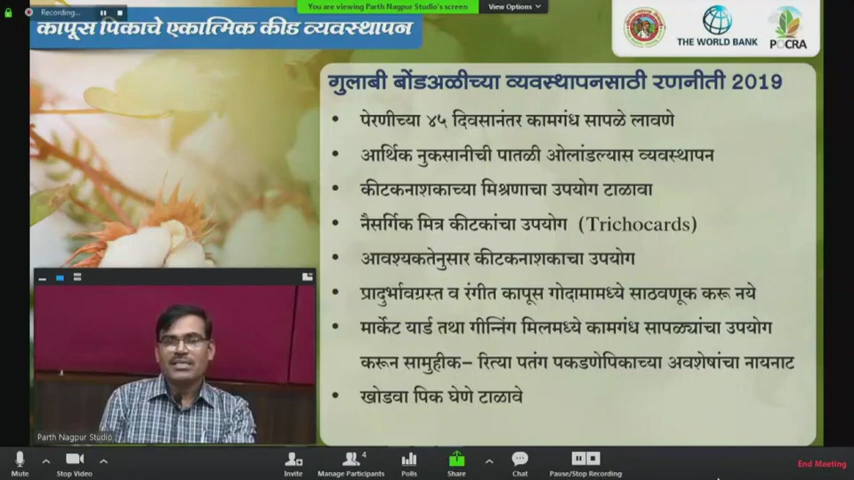 Recording...
You are viewing Parth Nagpur Studio's screen
View Options
कापूस पिकाचे एकात्मिक कीड व्यवस्थापन
THE WORLD BANK
POCRA
गुलाबी बोंडअळीच्या व्यवस्थापनसाठी रणनीती 2019
• पेरणीच्या ४५ दिवसानंतर कामगंध सापळे लावणे
• आर्थिक नुकसानीची पातळी ओलांडल्यास व्यवस्थापन
• कीटकनाशकाच्या मिश्रणाचा उपयोग टाळावा
• नैसर्गिक मित्र कीटकांचा उपयोग (Trichocards)
• आवश्यकतेनुसार कीटकनाशकाचा उपयोग
• प्रादुर्भावग्रस्त व रंगीत कापूस गोदामामध्ये साठवणूक करू नये
• मार्केट यार्ड तथा गीन्निंग मिलमध्ये कामगंध सापळ्यांचा उपयोग
करून सामुहीक– रित्या पतंग पकडणेपिकाच्या अवशेषांचा नायनाट
• खोडवा पिक घेणे टाळावे
Parth Nagpur Studio
Mute
Stop Video
Invite
4
Manage Participants
Polls
Share
Chat
Pause/Stop Recording
End Meeting